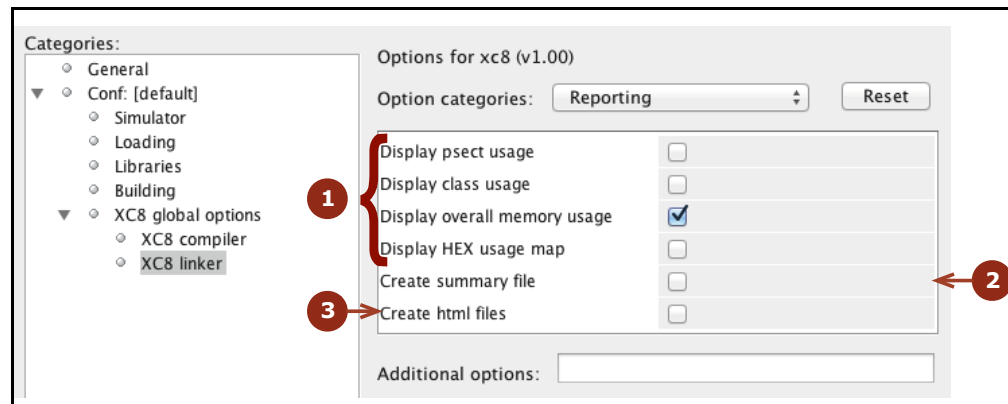 Categories:
General
Conf: [default]
Simulator
Loading
Libraries
Building
XC8 global options
XC8 compiler
XC8 linker
Options for xc8 (v1.00)
Option categories: Reporting Reset
1
Display psect usage
Display class usage
Display overall memory usage
Display HEX usage map
Create summary file
2
3
Create html files
Additional options: